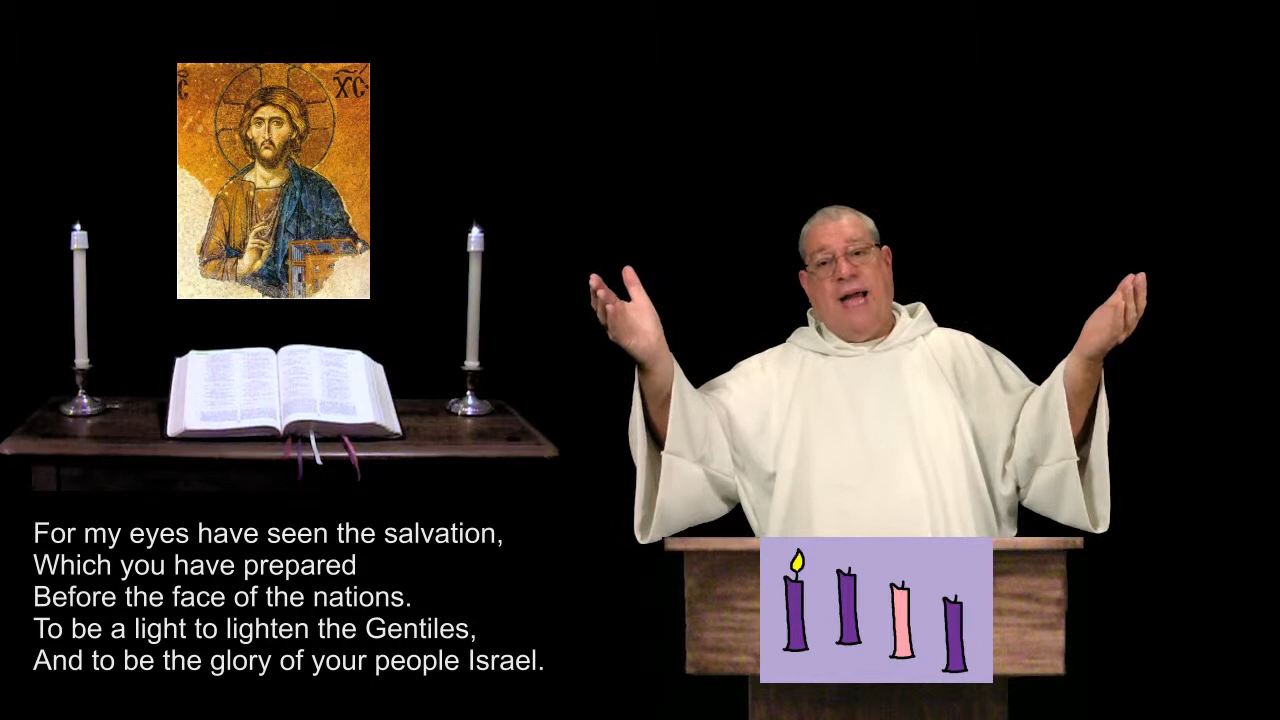 XC
For my eyes have seen the salvation,
Which you have prepared
Before the face of the nations.
To be a light to lighten the Gentiles,
And to be the glory of your people Israel.